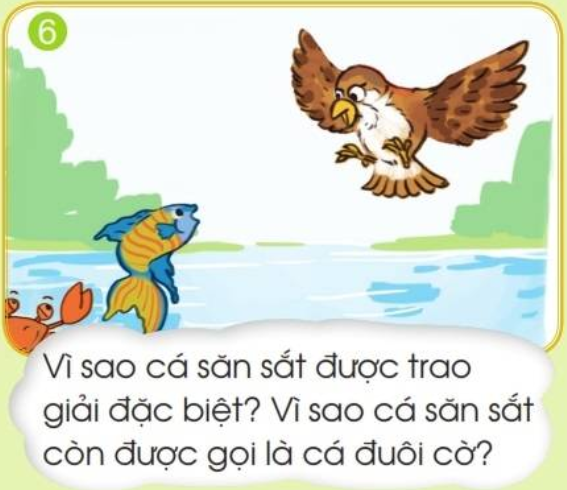 6
Vì sao cá săn sắt được trao
giải đặc biệt? Vì sao cá săn sắt
còn được gọi là cá đuôi cờ?